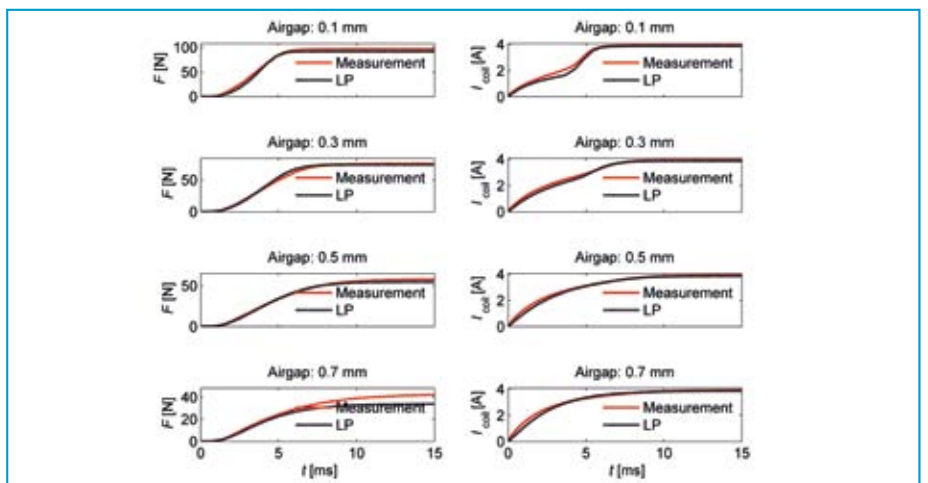 Airgap: 0.1 mm
F [N]
100
50
0
Measurement
LP
Airgap: 0.1 mm
I coil [A]
4
2
0
Measurement
LP
Airgap: 0.3 mm
F [N]
50
0
Measurement
LP
Airgap: 0.3 mm
I coil [A]
4
2
0
Measurement
LP
Airgap: 0.5 mm
F [N]
50
0
Measurement
LP
Airgap: 0.5 mm
I coil [A]
4
2
0
Measurement
LP
Airgap: 0.7 mm
F [N]
40
20
0
Measurement
LP
0 5 10 15
t [ms]
Airgap: 0.7 mm
I coil [A]
4
2
0
Measurement
LP
0 5 10 15
t [ms]